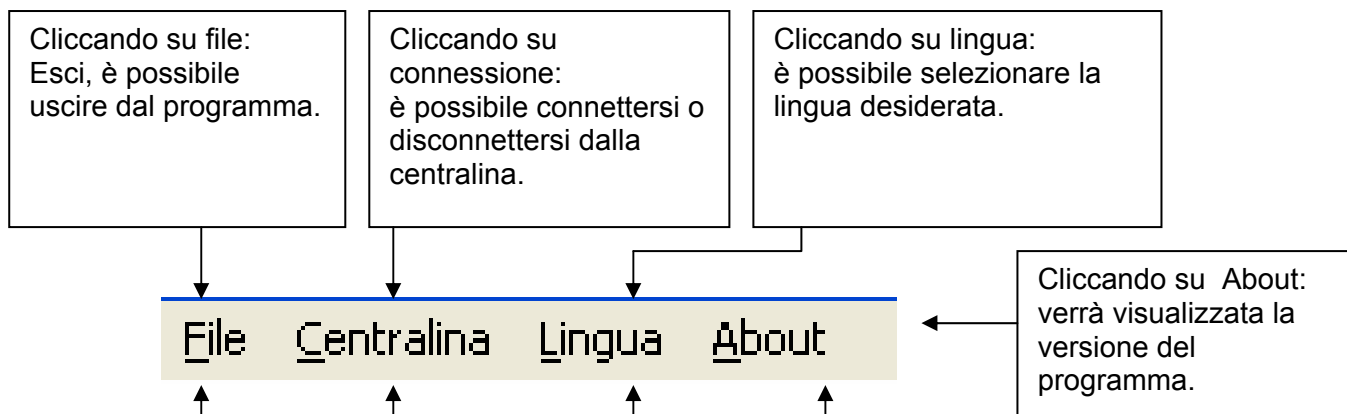 Cliccando su file:
Esci, è possibile
uscire dal programma.
Cliccando su
connessione:
è possibile connettersi o
disconnettersi dalla
centralina.
Cliccando su lingua:
è possibile selezionare la
lingua desiderata.
Cliccando su About:
verrà visualizzata la
versione del
programma.
File Centralina Lingua About